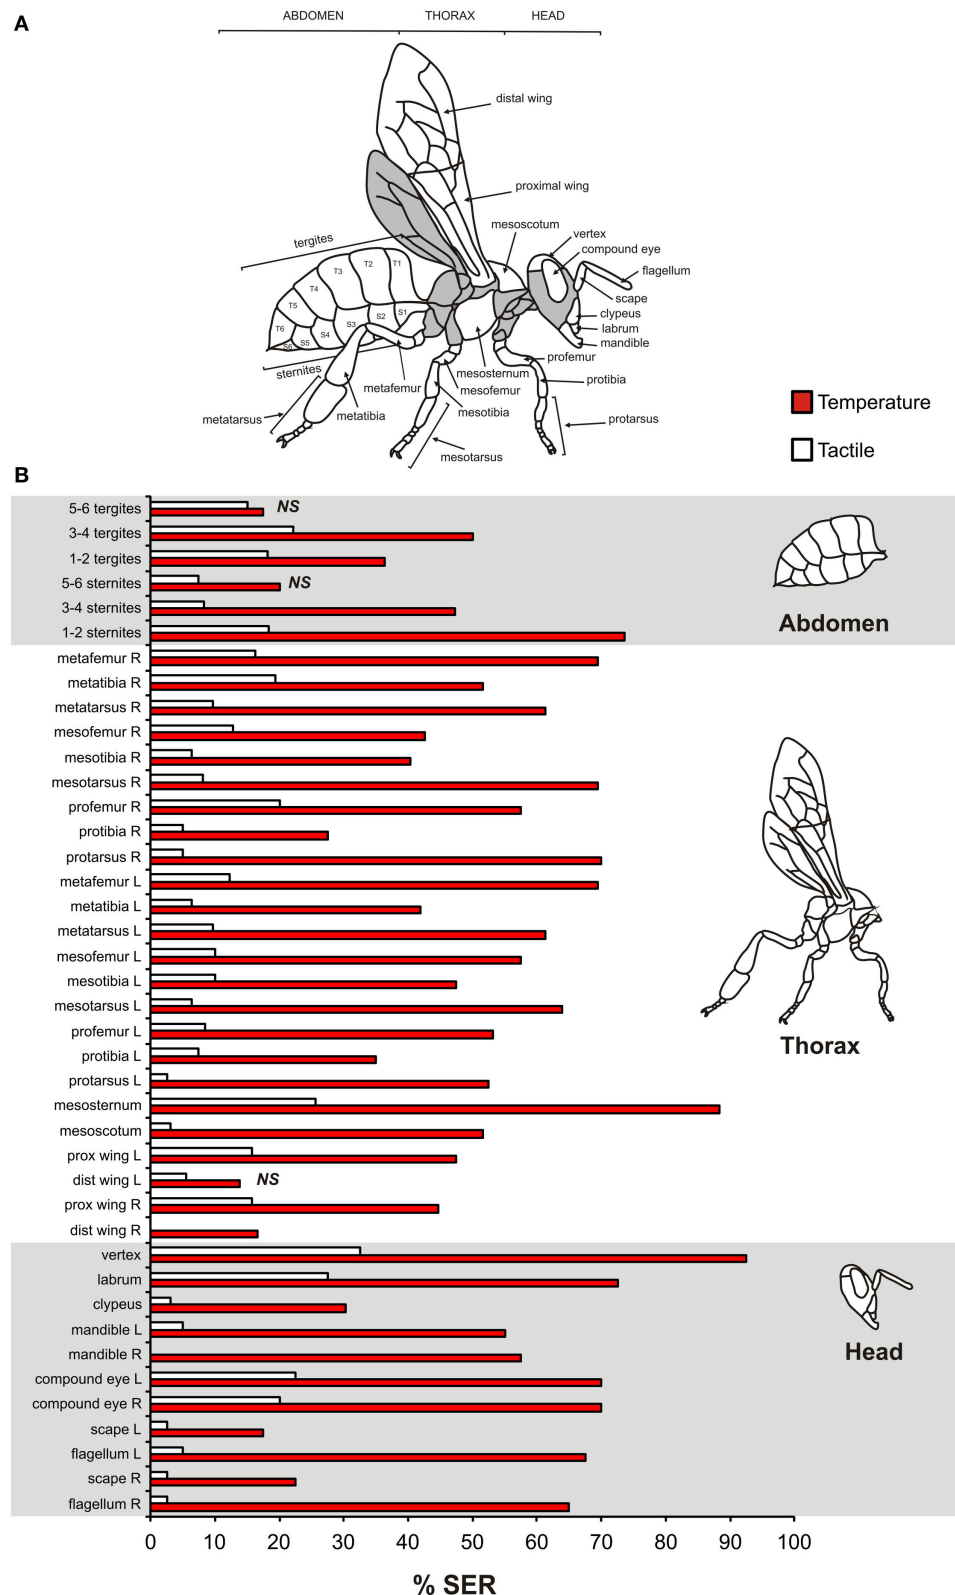 A
ABDOMEN THORAX HEAD
distal wing
proximal wing
mesoscotum
vertex
compound eye
flagellum
scape
clypeus
labrum
mandible
tergites
T1
T2
T3
T4
T5
T6
S1
S2
S3
S4
S5
S6
sternites
metatarsus
metatibia
metafemur
mesosternum
mesofemur
mesotibia
mesotarsus
profemur
protibia
protarsus
Temperature
Tactile
B
5-6 tergites NS
3-4 tergites
1-2 tergites
5-6 sternites NS
3-4 sternites
1-2 sternites
Abdomen
metafemur R
metatibia R
metatarsus R
mesofemur R
mesotibia R
mesotarsus R
profemur R
protibia R
protarsus R
metafemur L
metatibia L
metatarsus L
mesofemur L
mesotibia L
mesotarsus L
profemur L
protibia L
protarsus L
mesosternum
mesoscotum
prox wing L
dist wing L NS
prox wing R
dist wing R
Thorax
vertex
labrum
clypeus
mandible L
mandible R
compound eye L
compound eye R
scape L
flagellum L
scape R
flagellum R
Head
0 10 20 30 40 50 60 70 80 90 100
% SER